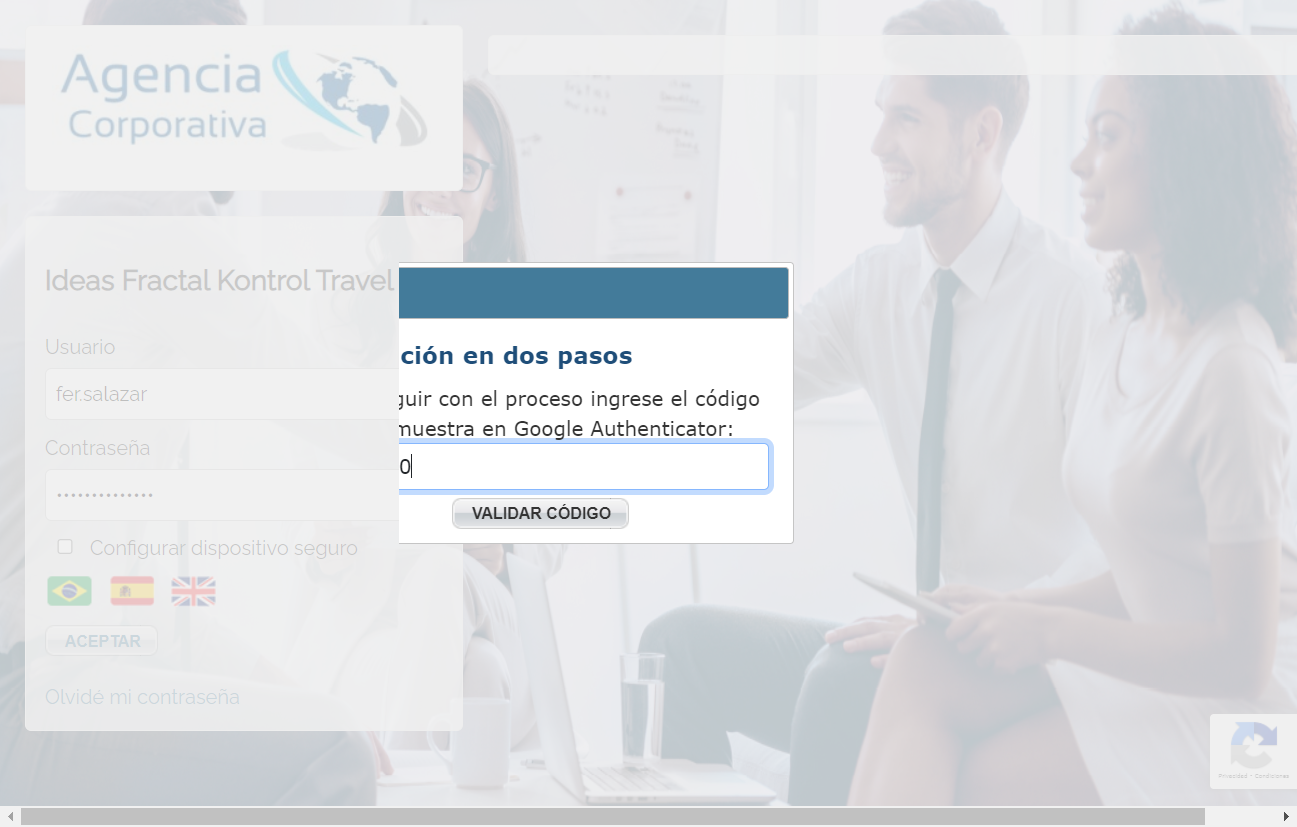 Agencia
Corporativa
Ideas Fractal Kontrol Travel
Usuario
fer.salazar
Contraseña
Configurar dispositivo seguro
ACEPTAR
Olvidé mi contraseña
ción en dos pasos
guir con el proceso ingrese el código
muestra en Google Authenticator:
0
VALIDAR CÓDIGO
Privacidad - Condiciones